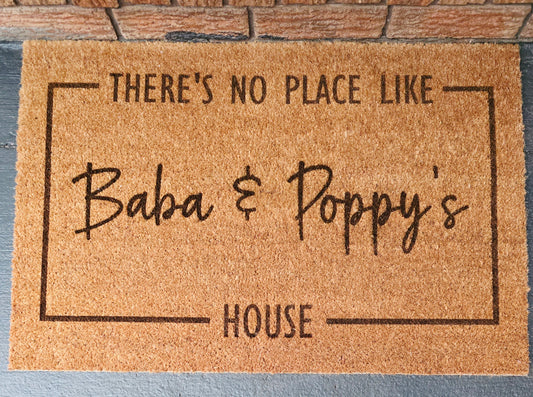 THERE'S NO PLACE LIKE
Baba & Poppy's
HOUSE